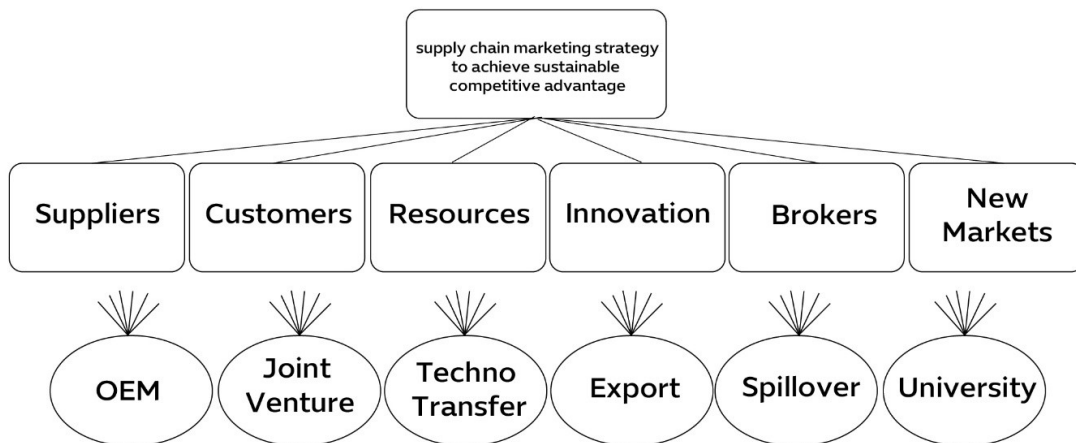 supply chain marketing strategy
to achieve sustainable
competitive advantage
Suppliers
Customers
Resources
Innovation
Brokers
New
Markets
OEM
Joint
Venture
Techno
Transfer
Export
Spillover
University